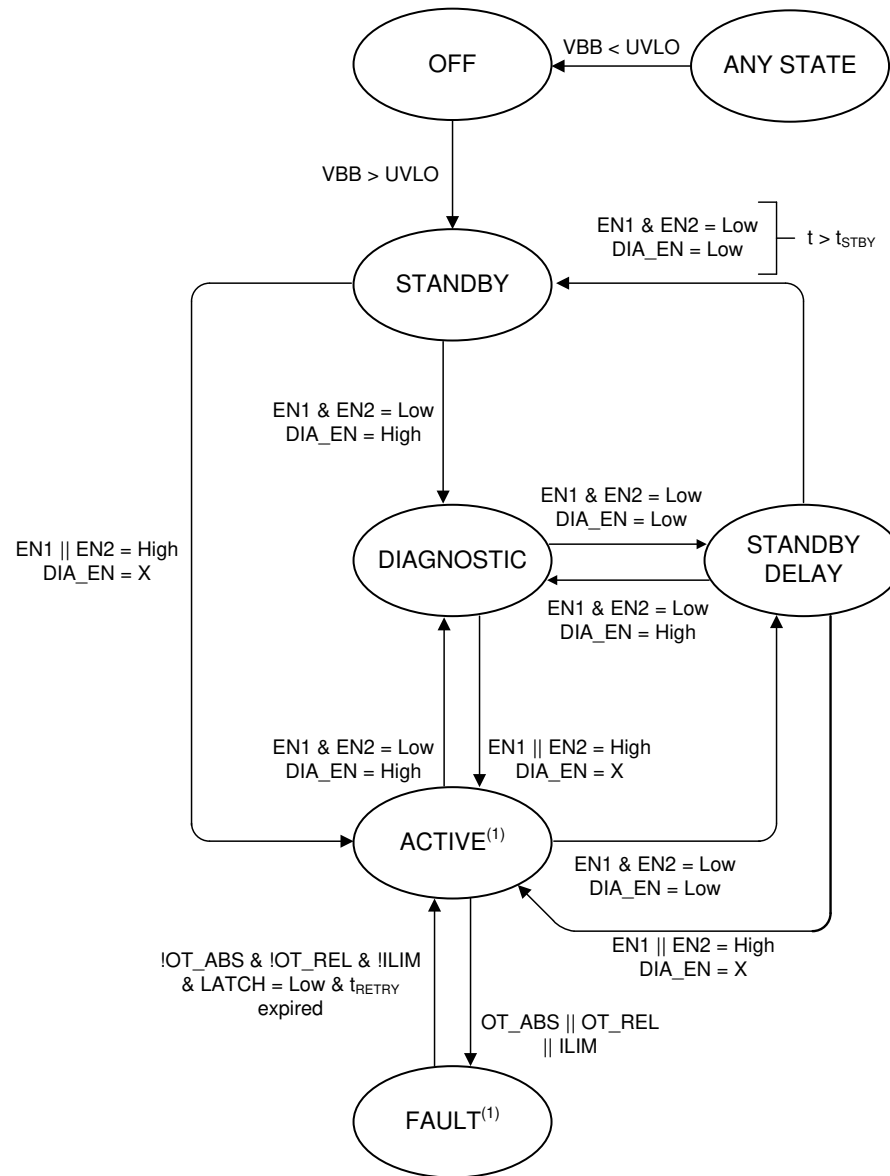 VBB < UVLO
OFF
ANY STATE
VBB > UVLO
EN1 & EN2 = Low
DIA_EN = Low
t > tSTBY
STANDBY
EN1 & EN2 = Low
DIA_EN = High
EN1 & EN2 = Low
DIA_EN = Low
EN1 || EN2 = High
DIA_EN = X
DIAGNOSTIC
STANDBY
DELAY
EN1 & EN2 = Low
DIA_EN = High
EN1 & EN2 = Low
DIA_EN = High
EN1 || EN2 = High
DIA_EN = X
ACTIVE(1)
EN1 & EN2 = Low
DIA_EN = Low
EN1 || EN2 = High
DIA_EN = X
!OT_ABS & !OT_REL & !ILIM
& LATCH = Low & tRETRY
expired
OT_ABS || OT_REL
|| ILIM
FAULT(1)